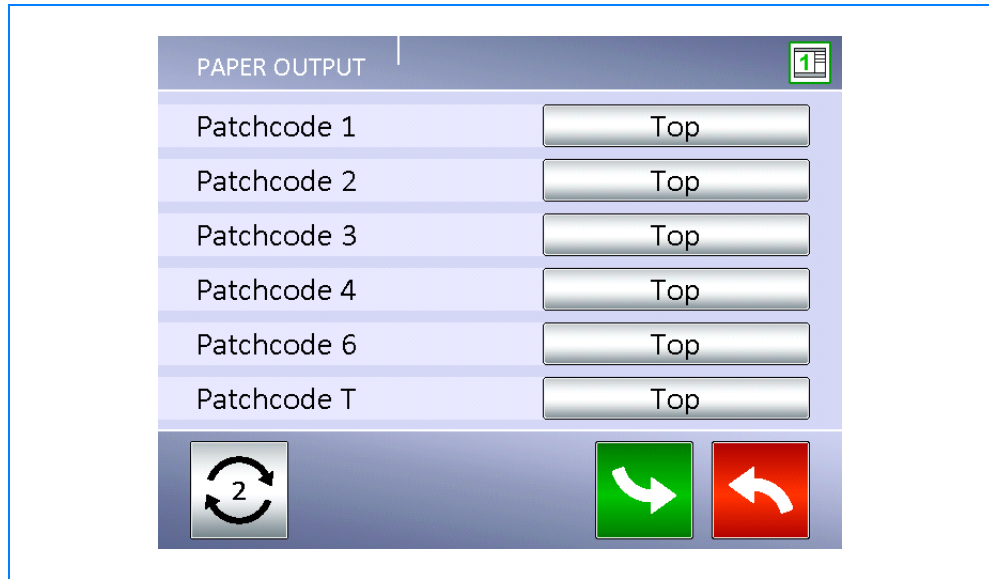 PAPER OUTPUT 1
Patchcode 1 Top
Patchcode 2 Top
Patchcode 3 Top
Patchcode 4 Top
Patchcode 6 Top
Patchcode T Top
2